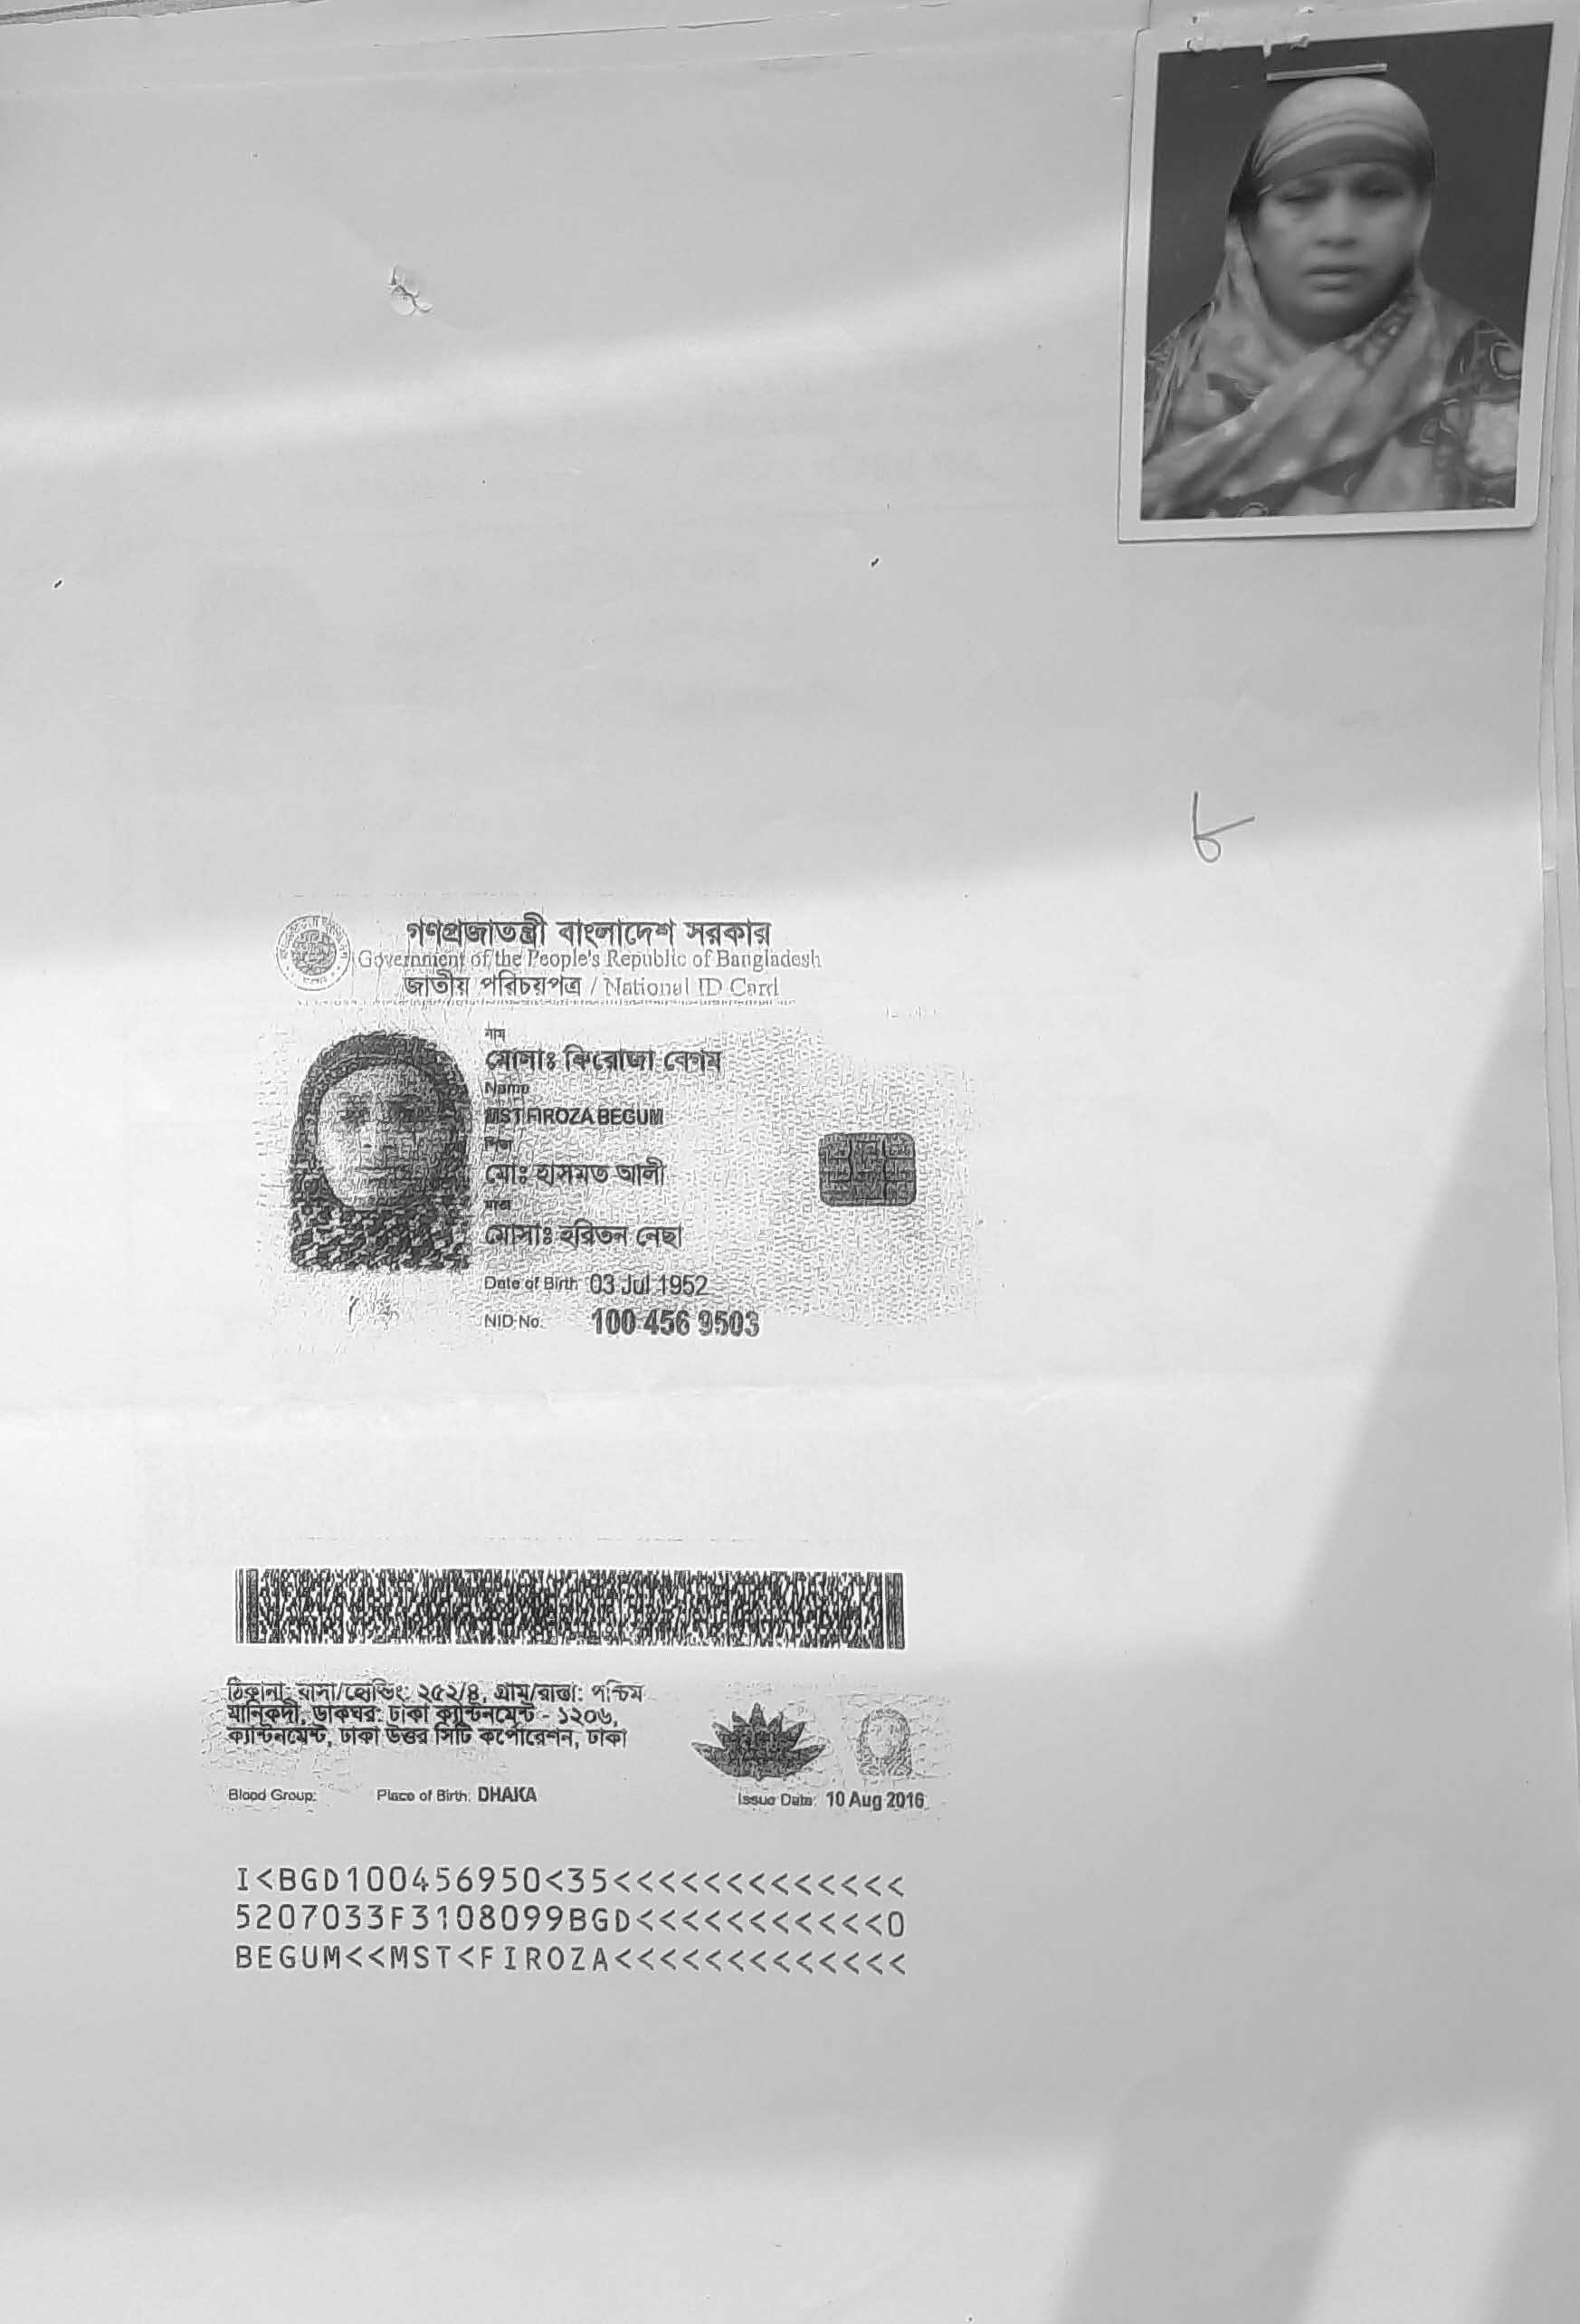 ৮
গণপ্রজাতন্ত্রী বাংলাদেশ সরকার
Government of the People's Republic of Bangladesh
জাতীয় পরিচয়পত্র / National ID Card
নাম
মোসাঃ ফিরোজা বেগম
Name
MST FIROZA BEGUM
পিতা
মোঃ হাসমত আলী
মাতা
মোসাঃ হরিতন নেছা
Date of Birth 03 Jul 1952
NID No. 100 456 9503
ঠিকানা: বাসা/হোল্ডিং: ২৫২/৪, গ্রাম/রাস্তা: পশ্চিম
মানিকদী, ডাকঘর: ঢাকা ক্যান্টনমেন্ট - ১২০৬,
ক্যান্টনমেন্ট, ঢাকা উত্তর সিটি কর্পোরেশন, ঢাকা
Blood Group: Place of Birth: DHAKA Issue Date: 10 Aug 2016
I<BGD100456950<35<<<<<<<<<<<<<
5207033F3108099BGD<<<<<<<<<<<0
BEGUM<<MST<FIROZA<<<<<<<<<<<<<